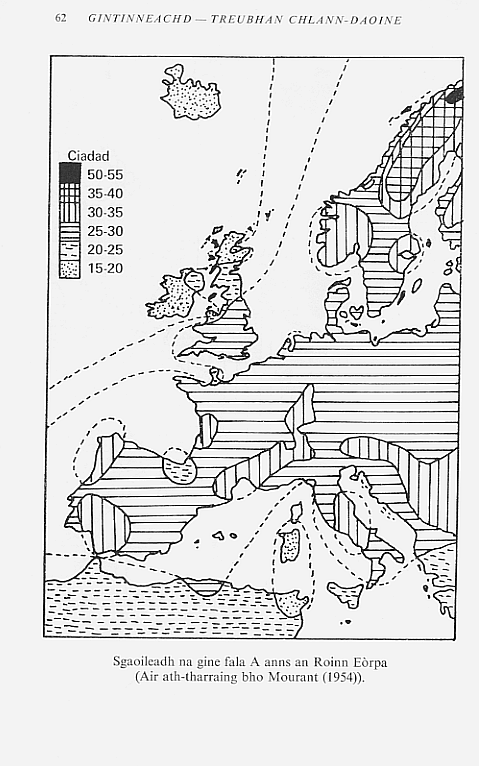 62 GINTINNEACHD — TREUBHAN CHLANN-DAOINE
Ciadad
50-55
35-40
30-35
25-30
20-25
15-20
Sgaoileadh na gine fala A anns an Roinn Eòrpa
(Air ath-tharraing bho Mourant (1954)).